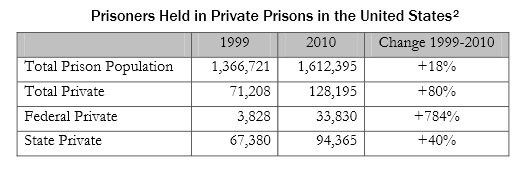 Prisoners Held in Private Prisons in the United States²
1999 2010 Change 1999-2010
Total Prison Population 1,366,721 1,612,395 +18%
Total Private 71,208 128,195 +80%
Federal Private 3,828 33,830 +784%
State Private 67,380 94,365 +40%